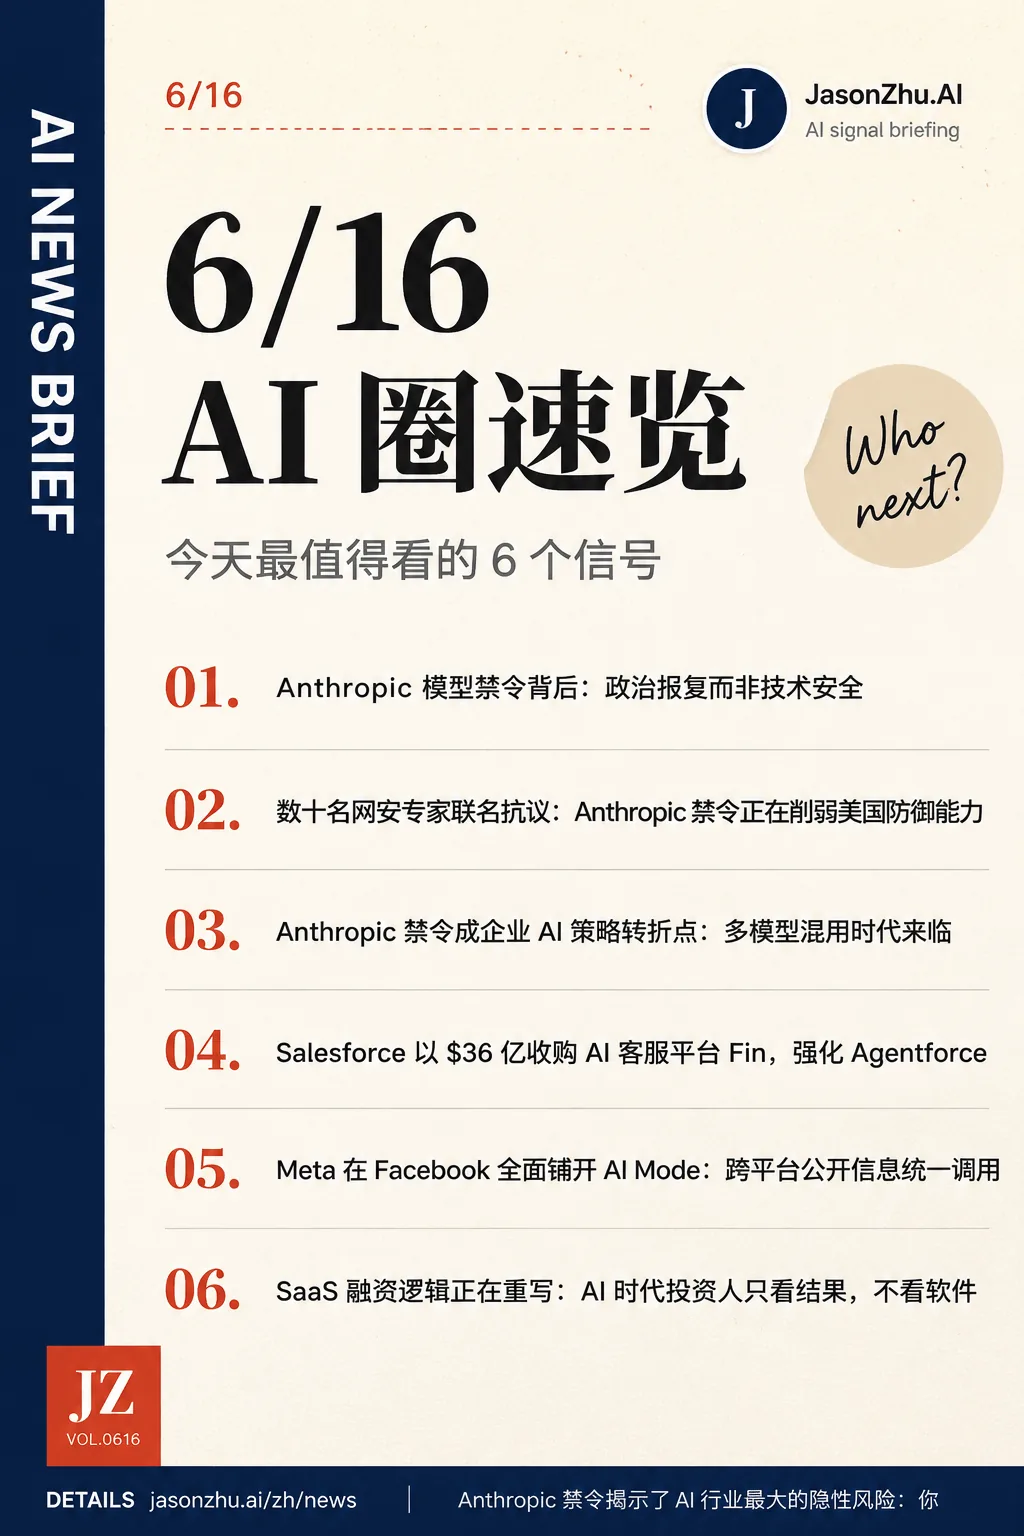 AI NEWS BRIEF
6/16
J
JasonZhu.AI
AI signal briefing
6/16
AI 圈速览
Who
next?
今天最值得看的 6 个信号
01. Anthropic 模型禁令背后：政治报复而非技术安全
02. 数十名网安专家联名抗议：Anthropic 禁令正在削弱美国防御能力
03. Anthropic 禁令成企业 AI 策略转折点：多模型混用时代来临
04. Salesforce 以 $36 亿收购 AI 客服平台 Fin，强化 Agentforce
05. Meta 在 Facebook 全面铺开 AI Mode：跨平台公开信息统一调用
06. SaaS 融资逻辑正在重写：AI 时代投资人只看结果，不看软件
JZ
VOL.0616
DETAILS jasonzhu.ai/zh/news | Anthropic 禁令揭示了 AI 行业最大的隐性风险：你